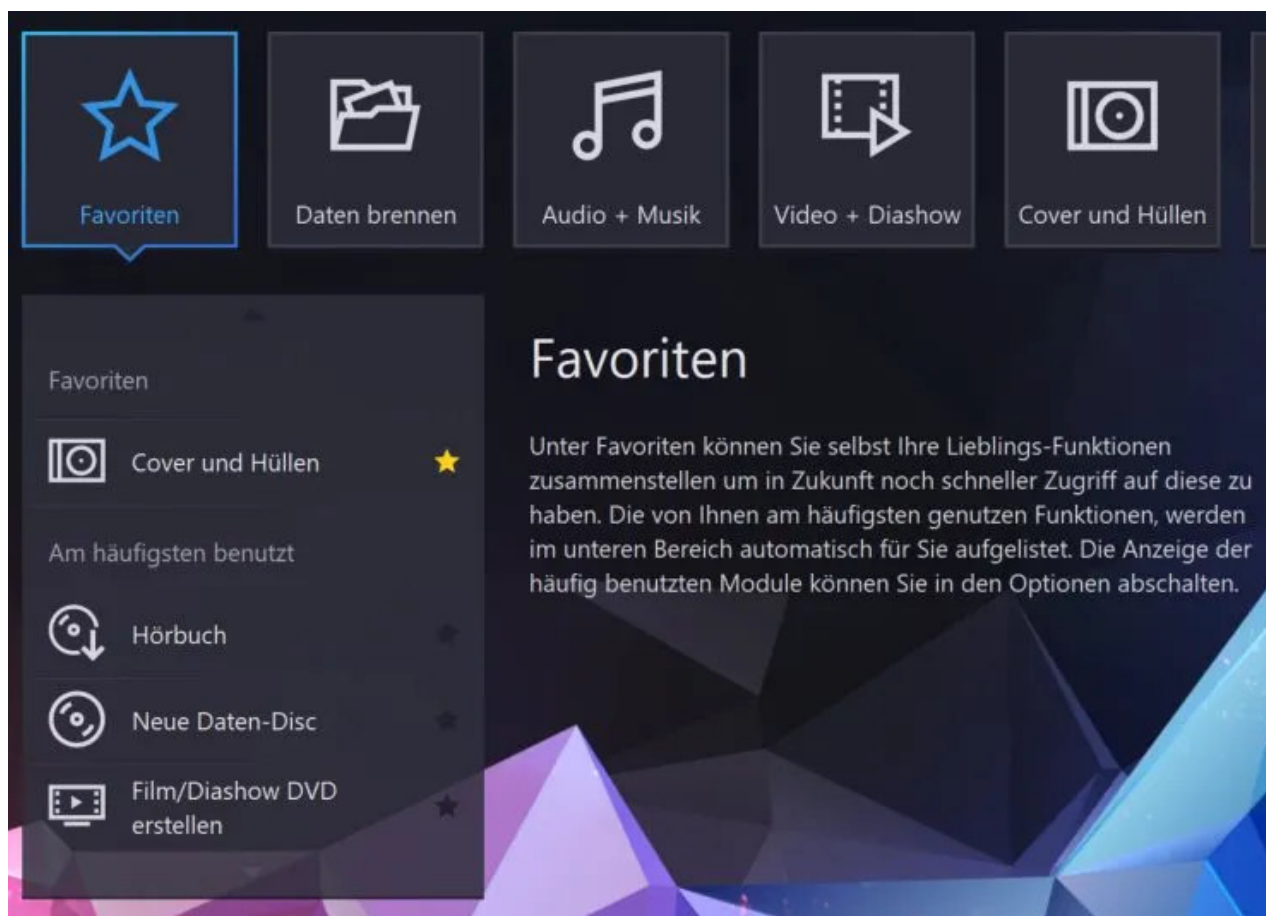 Favoriten
Daten brennen
Audio + Musik
Video + Diashow
Cover und Hüllen
Favoriten
Cover und Hüllen
Am häufigsten benutzt
Hörbuch
Neue Daten-Disc
Film/Diashow DVD
erstellen
Favoriten
Unter Favoriten können Sie selbst Ihre Lieblings-Funktionen
zusammenstellen um in Zukunft noch schneller Zugriff auf diese zu
haben. Die von Ihnen am häufigsten genutzen Funktionen, werden
im unteren Bereich automatisch für Sie aufgelistet. Die Anzeige der
häufig benutzten Module können Sie in den Optionen abschalten.